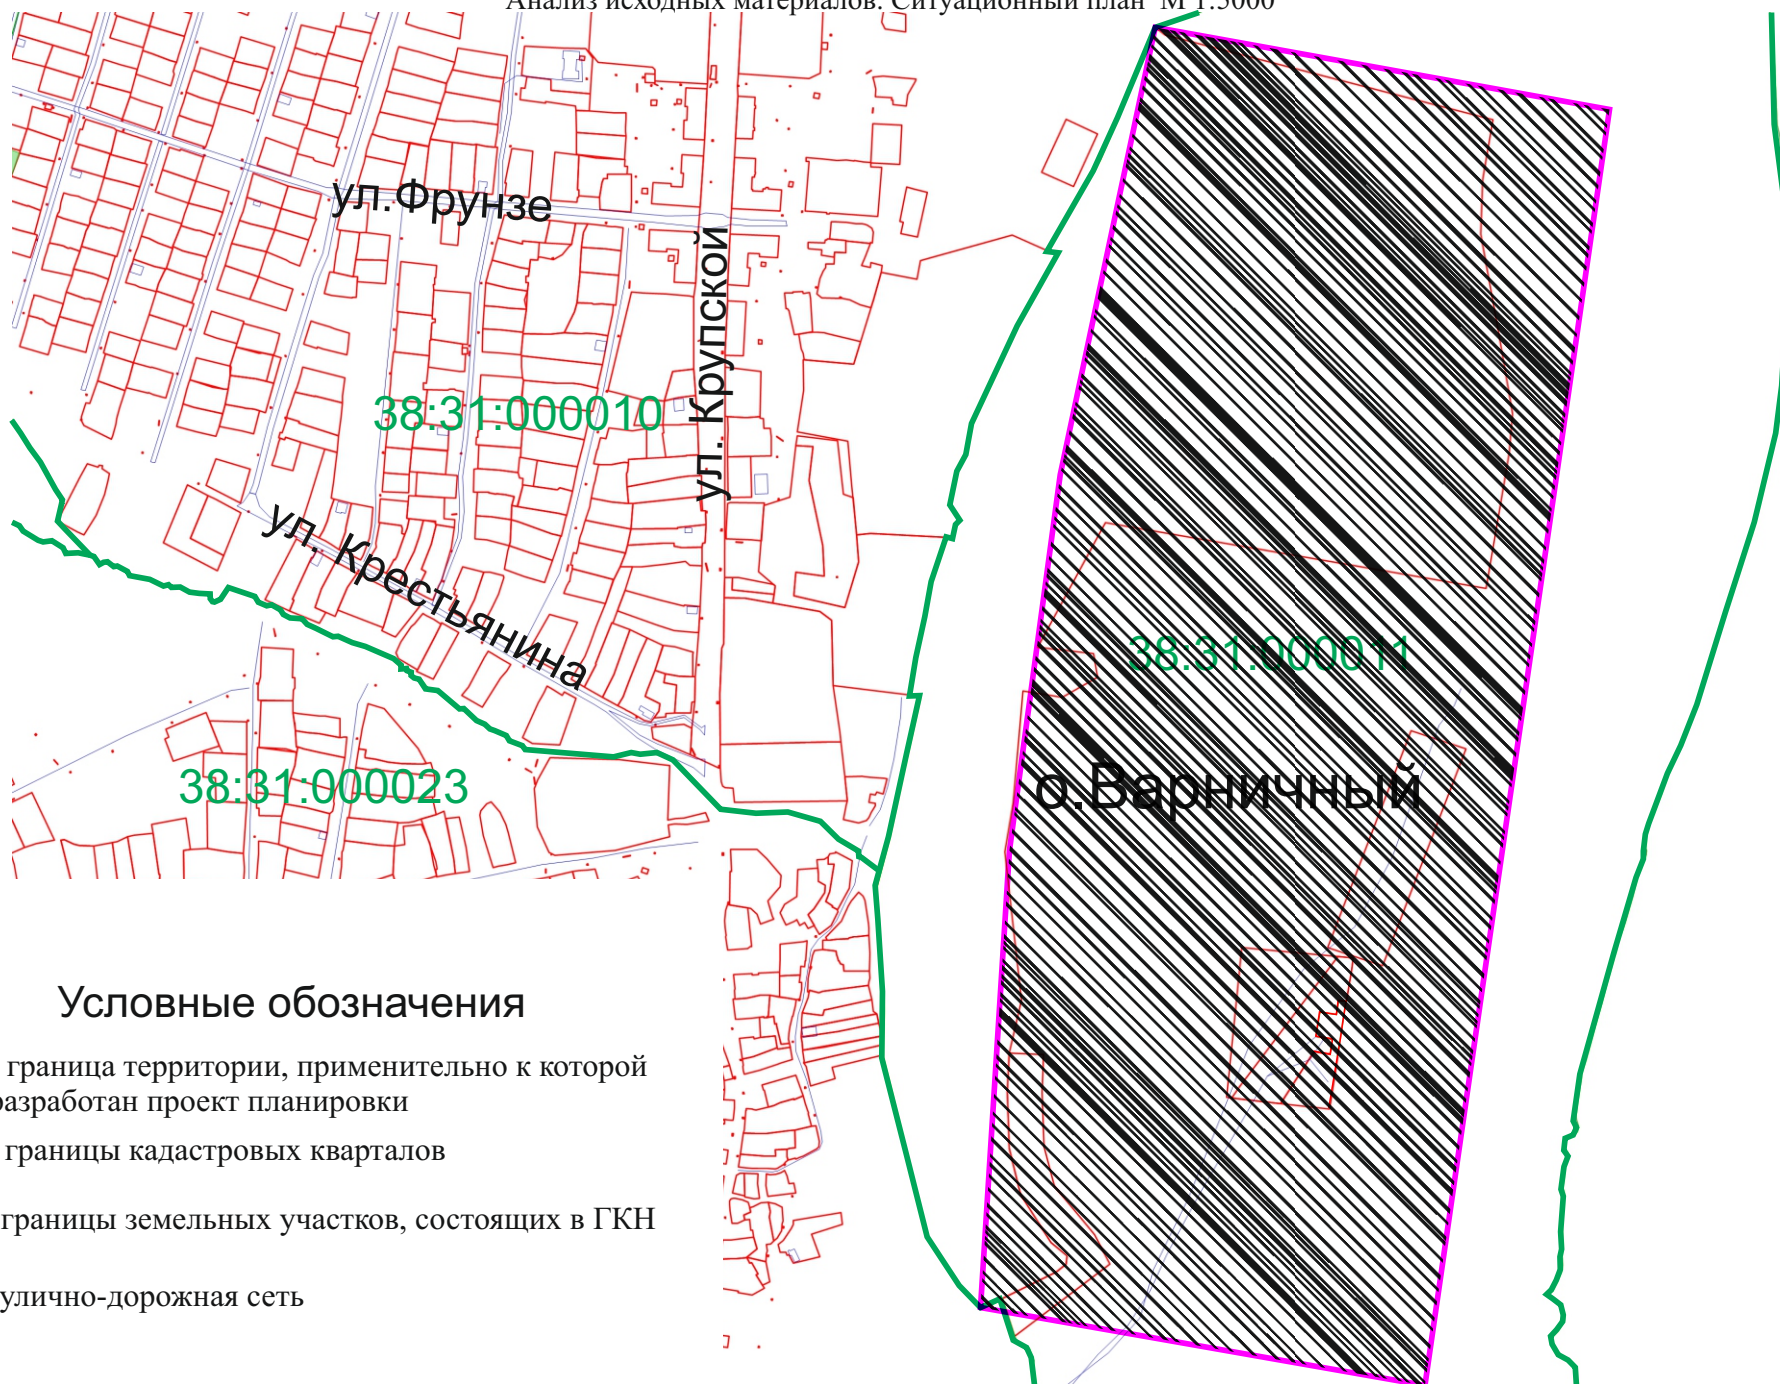 Анализ исходных материалов. Ситуационный план М 1:5000
ул.Фрунзе
ул. Крупской
38:31:000010
ул. Крестьянина
38:31:000011
38:31:000023
о.Варничный
Условные обозначения
граница территории, применительно к которой
разработан проект планировки
границы кадастровых кварталов
границы земельных участков, состоящих в ГКН
улично-дорожная сеть